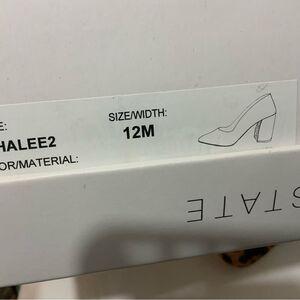 E:
HALEE2
OR/MATERIAL:
SIZE/WIDTH:
12M
STATE